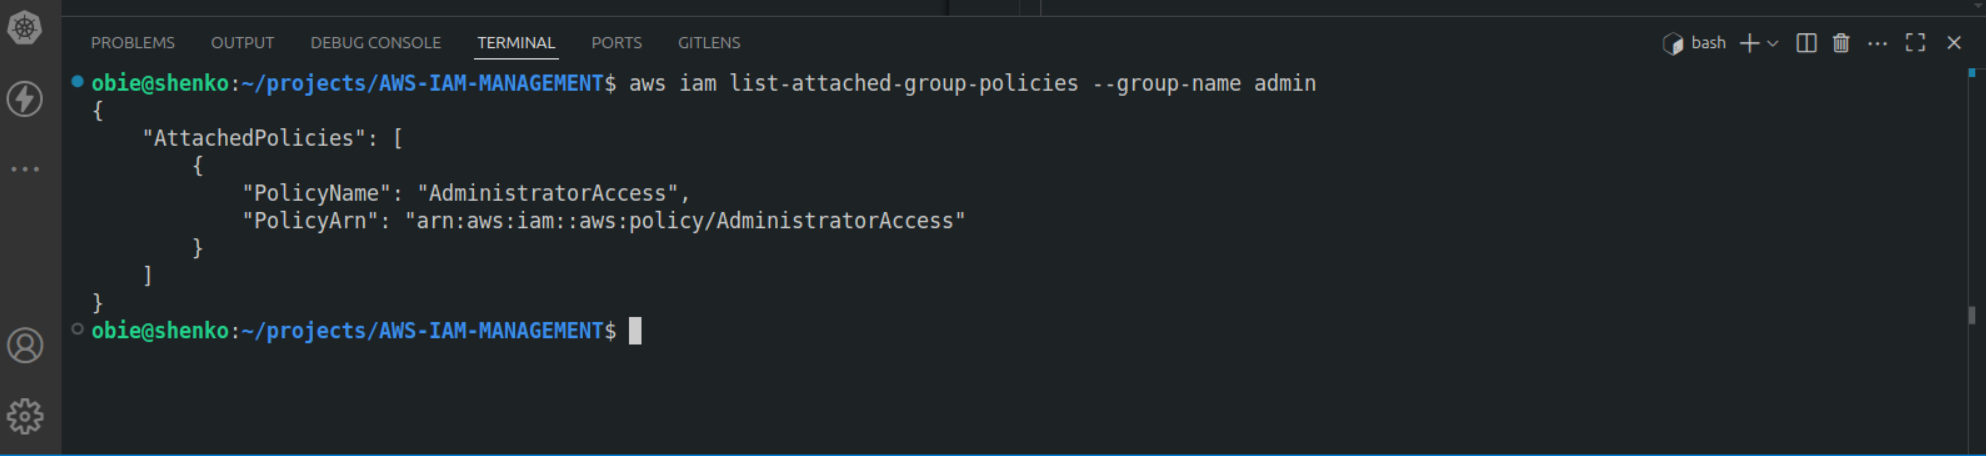 PROBLEMS OUTPUT DEBUG CONSOLE TERMINAL PORTS GITLENS bash
obie@shenko:~/projects/AWS-IAM-MANAGEMENT$ aws iam list-attached-group-policies --group-name admin
{
    "AttachedPolicies": [
        {
            "PolicyName": "AdministratorAccess",
            "PolicyArn": "arn:aws:iam::aws:policy/AdministratorAccess"
        }
    ]
}
obie@shenko:~/projects/AWS-IAM-MANAGEMENT$